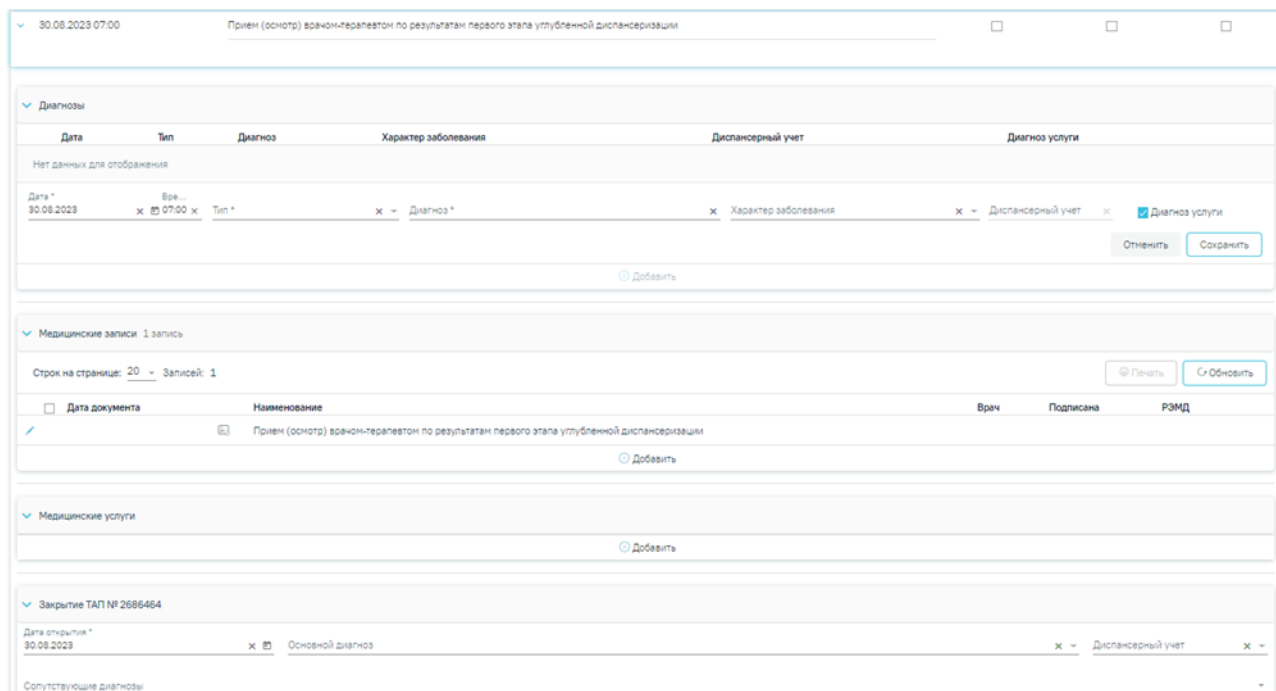 30.08.2023 07:00 Прием (осмотр) врачом-терапевтом по результатам первого этапа углубленной диспансеризации
Диагнозы
Дата Тип Диагноз Характер заболевания Диспансерный учет Диагноз услуги
Нет данных для отображения
Дата * Вре...
30.08.2023 07:00 Тип * Диагноз * Характер заболевания Диспансерный учет Диагноз услуги
Отменить Сохранить
Добавить
Медицинские записи 1 запись
Строк на странице: 20 Записей: 1 Печать Обновить
Дата документа Наименование Врач Подписана РЭМД
Прием (осмотр) врачом-терапевтом по результатам первого этапа углубленной диспансеризации
Добавить
Медицинские услуги
Добавить
Закрытие ТАП № 2686464
Дата открытия *
30.08.2023 Основной диагноз Диспансерный учет
Сопутствующие диагнозы